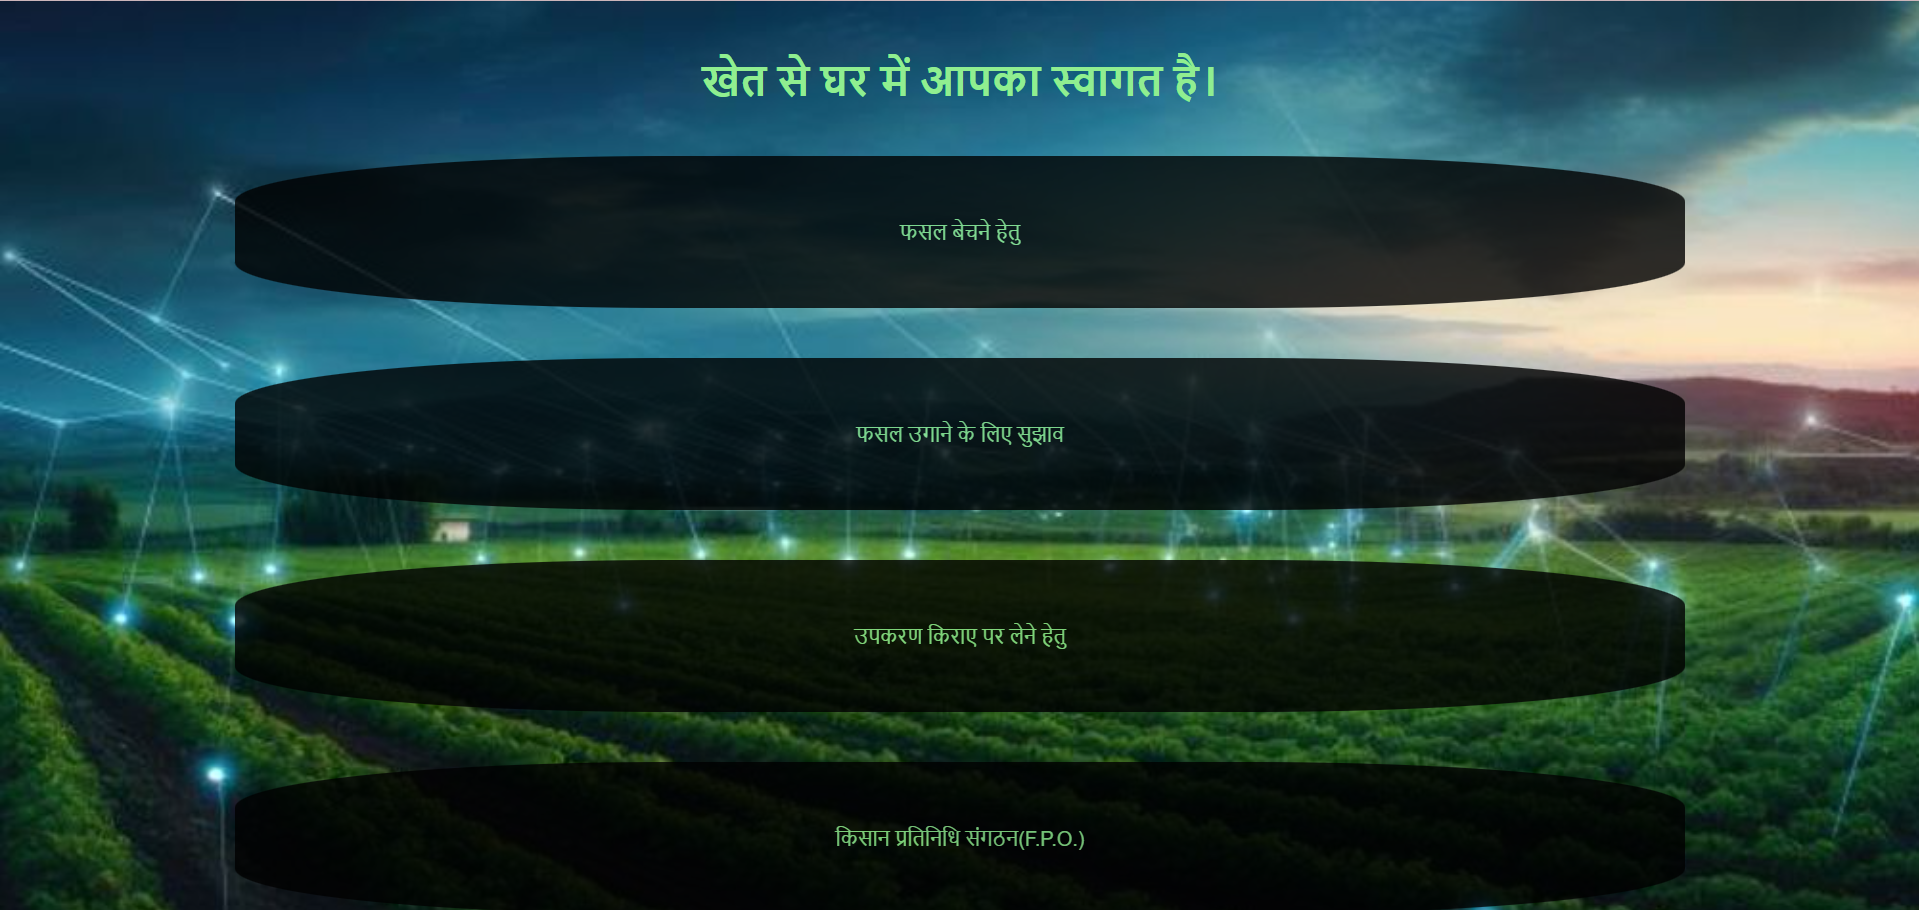 खेत से घर में आपका स्वागत है।
फसल बेचने हेतु
फसल उगाने के लिए सुझाव
उपकरण किराए पर लेने हेतु
किसान प्रतिनिधि संगठन(F.P.O.)